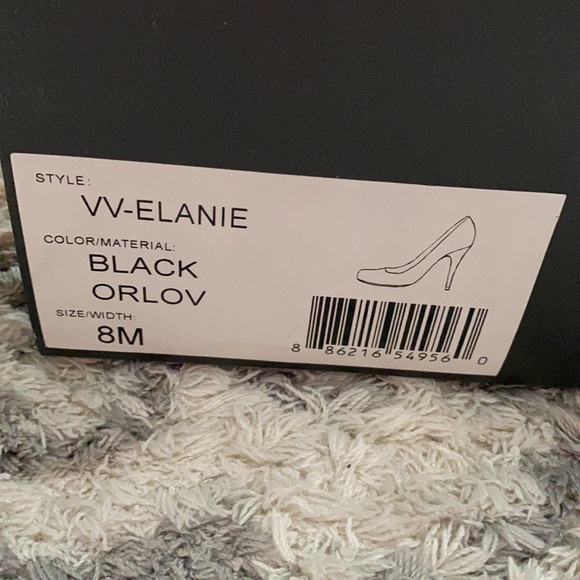 STYLE:
VV-ELANIE
COLOR/MATERIAL:
BLACK
ORLOV
SIZE/WIDTH:
8M
8 86216 54956 0